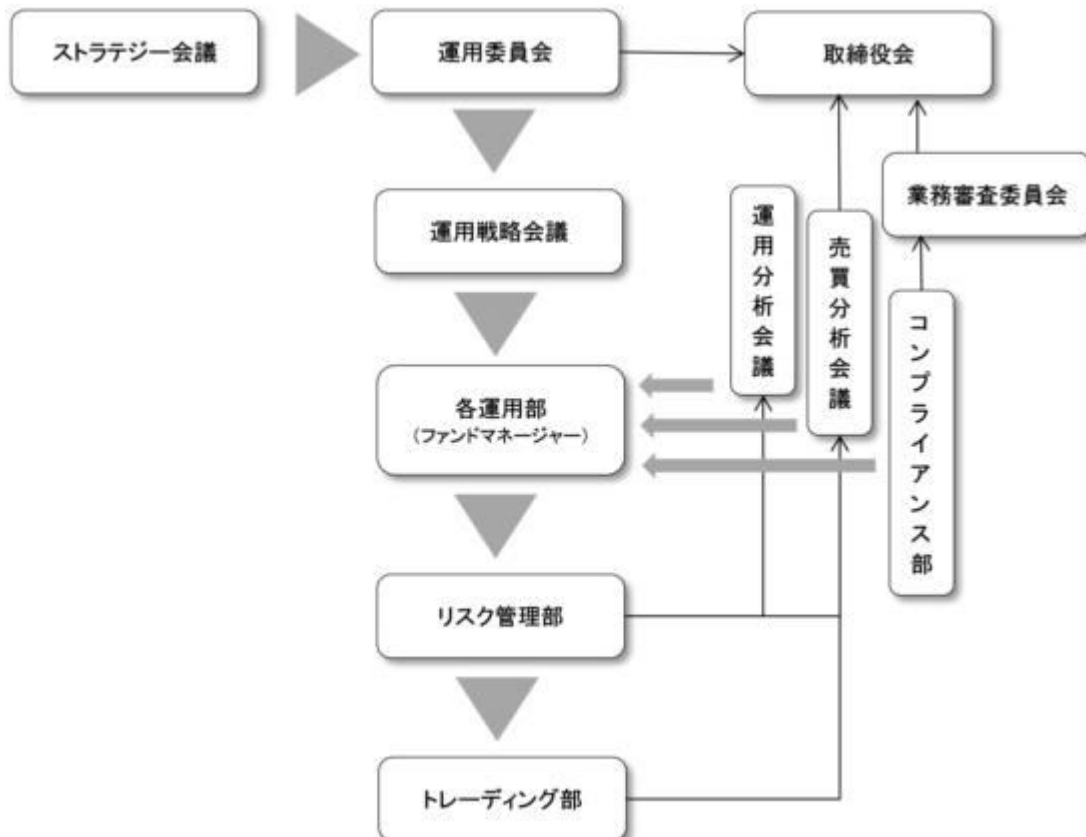 ストラテジー会議
運用委員会
取締役会
業務審査委員会
運用戦略会議
運用分析会議
売買分析会議
コンプライアンス部
各運用部
（ファンドマネージャー）
リスク管理部
トレーディング部